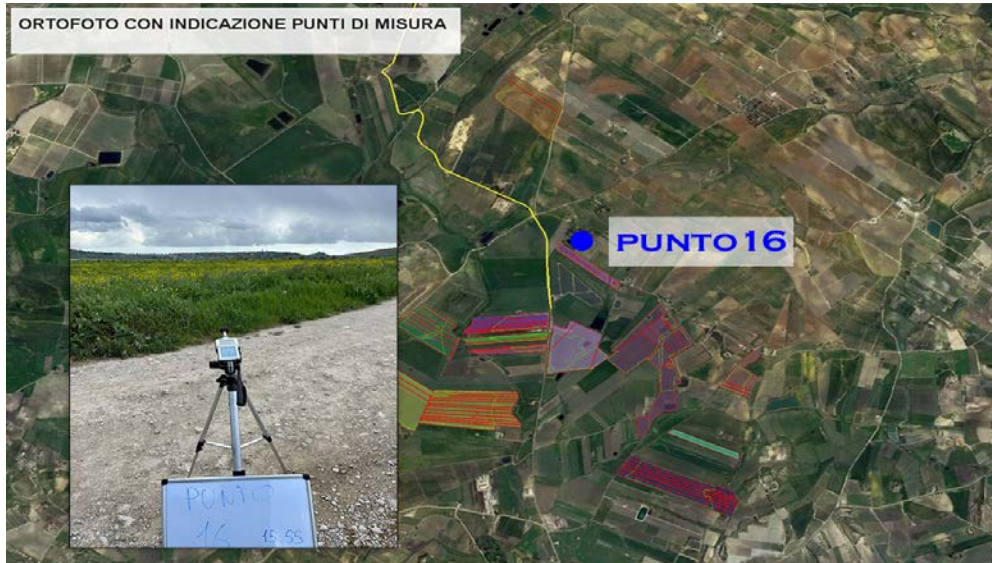 ORTOFOTO CON INDICAZIONE PUNTI DI MISURA
PUNTO 16
PUNTO
16 15.55